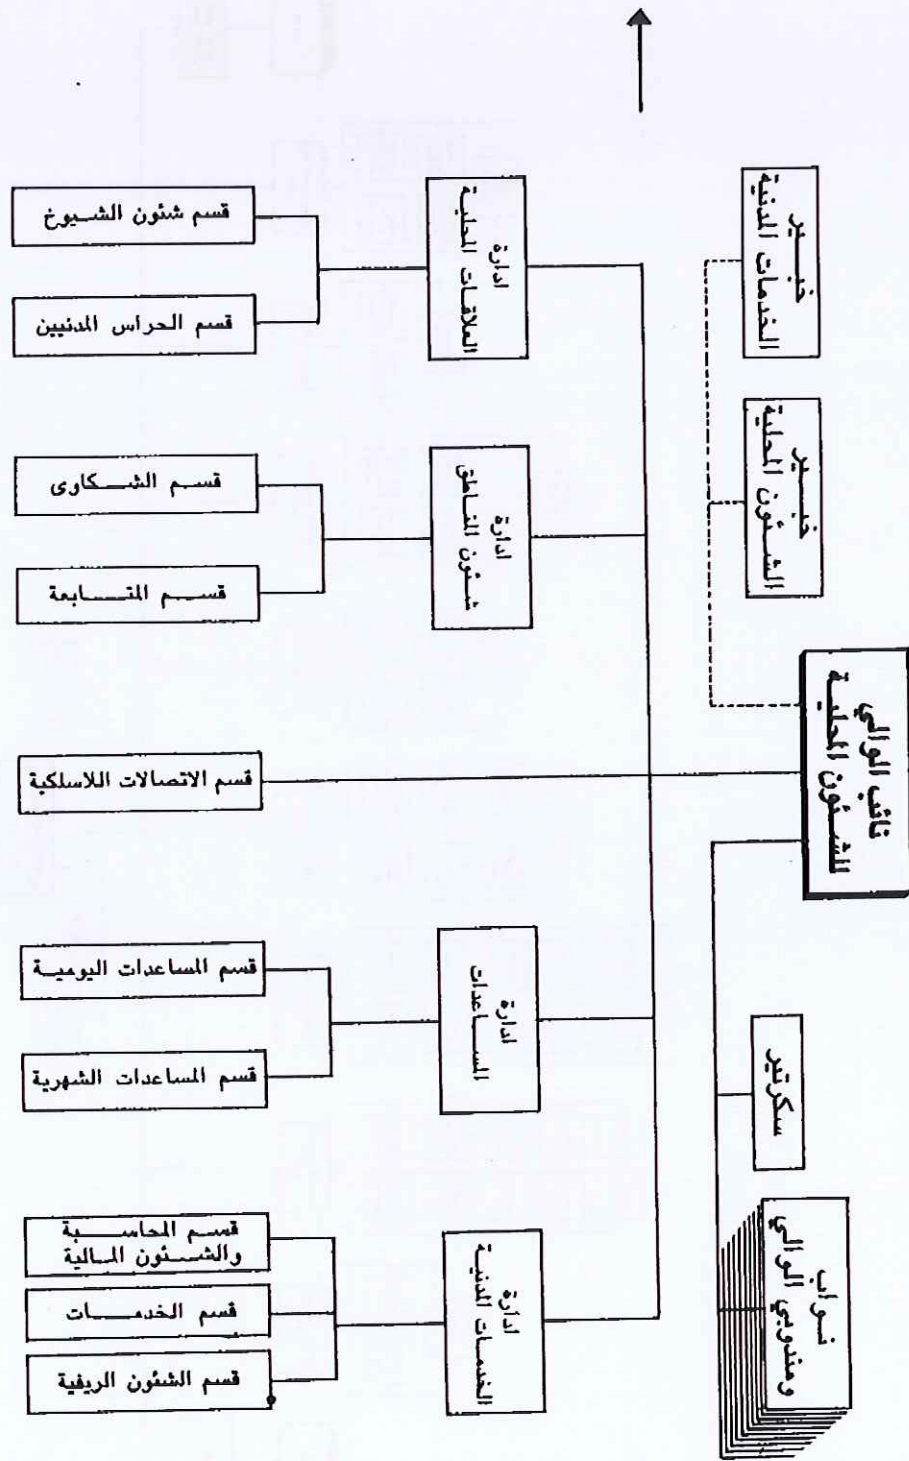 نائب الوالي
للشئون المحلية
خبير
الشئون المحلية
خبير
الخدمات المدنية
سكرتير
نواب
ومندوبي الوالي
ادارة
العلاقات المحلية
قسم شئون الشيوخ
قسم الحراس المدنيين
ادارة
شئون المناطق
قسم الشكاوى
قسم المتابعة
قسم الاتصالات اللاسلكية
ادارة
المساعدات
قسم المساعدات اليومية
قسم المساعدات الشهرية
ادارة
الخدمات المدنية
قسم المحاسبة
والشئون المالية
قسم الخدمات
قسم الشئون الريفية